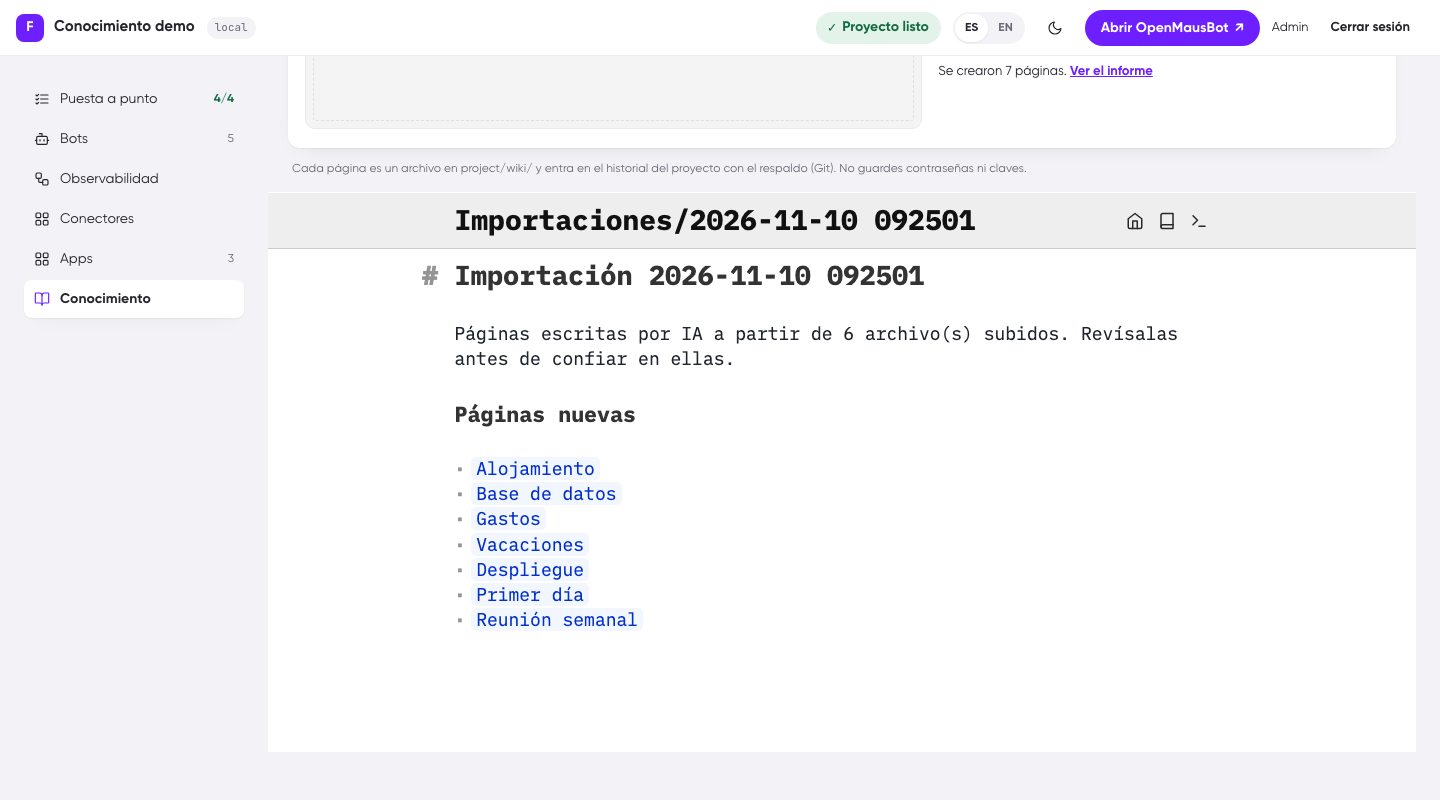 F Conocimiento demo local
✓ Proyecto listo ES EN Abrir OpenMausBot ↗ Admin Cerrar sesión
Puesta a punto 4/4
Bots 5
Observabilidad
Conectores
Apps 3
Conocimiento
Se crearon 7 páginas. Ver el informe
Cada página es un archivo en project/wiki/ y entra en el historial del proyecto con el respaldo (Git). No guardes contraseñas ni claves.
Importaciones/2026-11-10 092501
# Importación 2026-11-10 092501
Páginas escritas por IA a partir de 6 archivo(s) subidos. Revísalas
antes de confiar en ellas.
Páginas nuevas
Alojamiento
Base de datos
Gastos
Vacaciones
Despliegue
Primer día
Reunión semanal